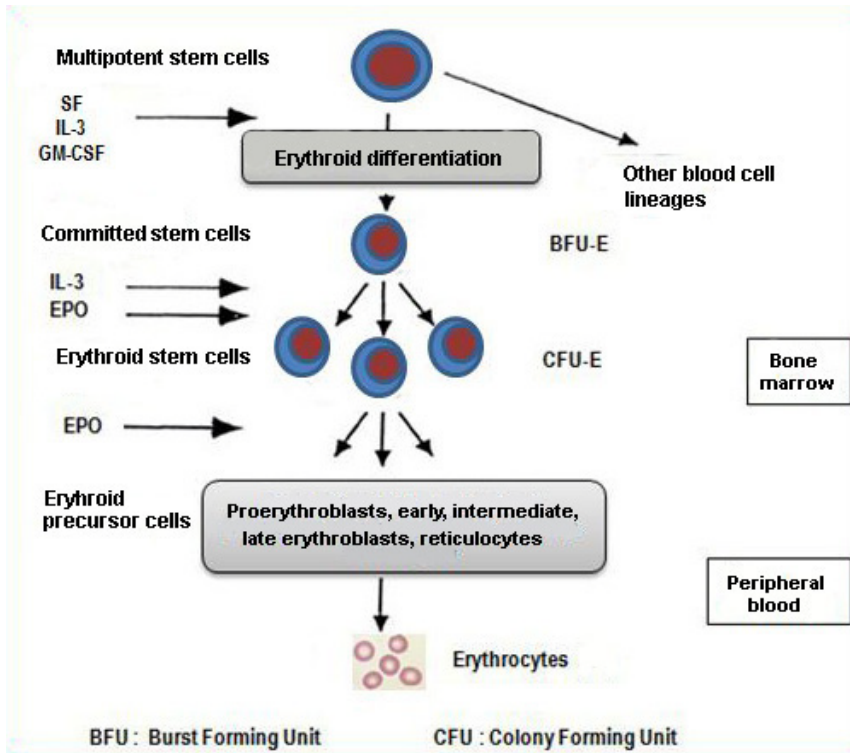 Multipotent stem cells
SF
IL-3
GM-CSF
Erythroid differentiation
Other blood cell
lineages
Committed stem cells
BFU-E
IL-3
EPO
Erythroid stem cells
CFU-E
Bone
marrow
EPO
Eryhroid
precursor cells
Proerythroblasts, early, intermediate,
late erythroblasts, reticulocytes
Peripheral
blood
Erythrocytes
BFU : Burst Forming Unit
CFU : Colony Forming Unit